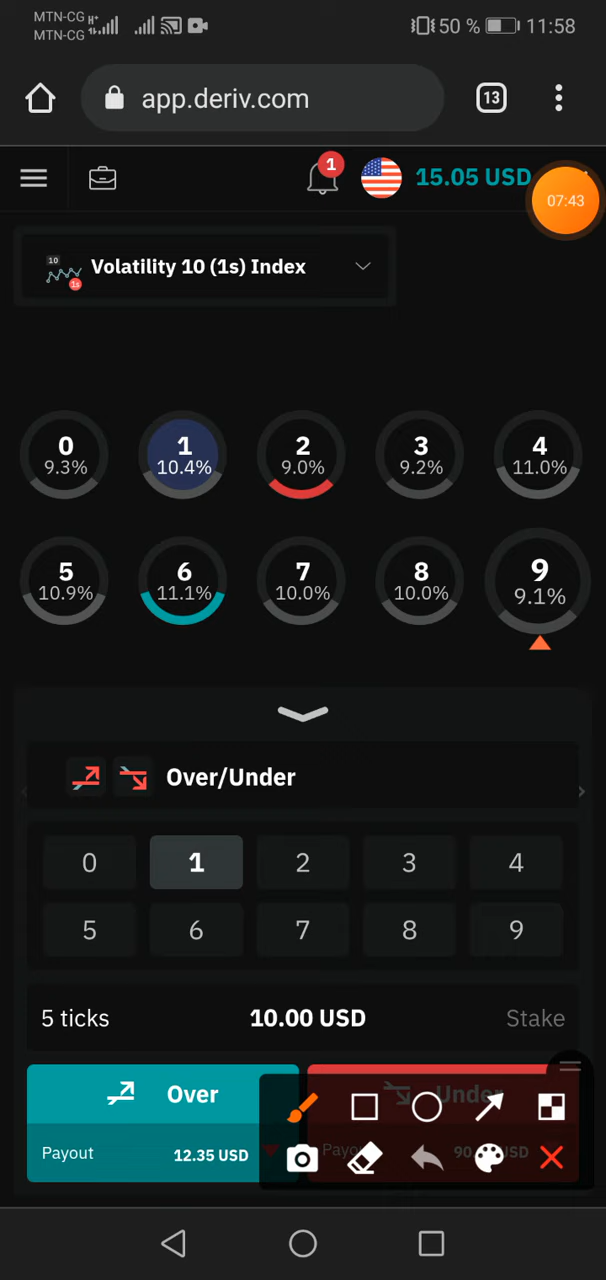 MTN-CG H+ 50 % 11:58
MTN-CG
app.deriv.com 13
1 15.05 USD
07:43
10 Volatility 10 (1s) Index
1s
0 1 2 3 4
9.3% 10.4% 9.0% 9.2% 11.0%
5 6 7 8 9
10.9% 11.1% 10.0% 10.0% 9.1%
Over/Under
0 1 2 3 4
5 6 7 8 9
5 ticks 10.00 USD Stake
Over Under
Payout 12.35 USD